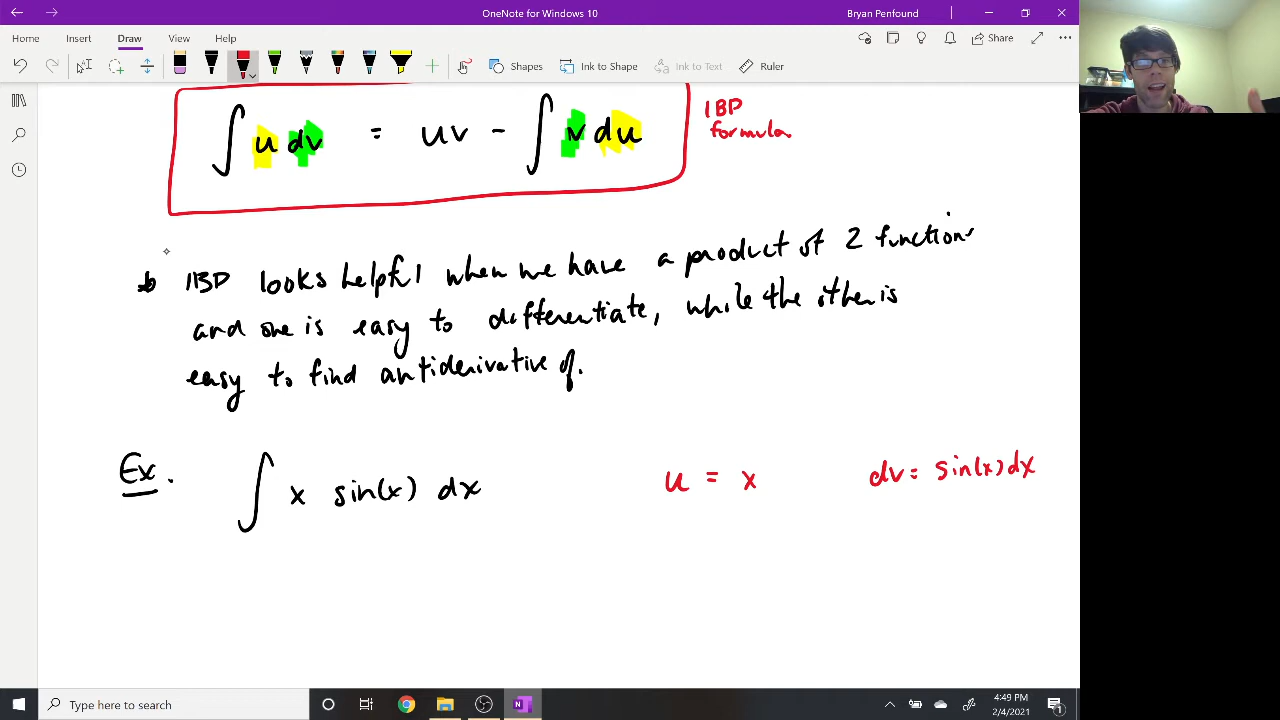 OneNote for Windows 10
Bryan Penfound
Home Insert Draw View Help
Share
Shapes Ink to Shape Ink to Text Ruler
∫ u dv = uv - ∫ v du
IBP
formula
IBP looks helpful when we have a product of 2 functions
and one is easy to differentiate, while the other is
easy to find antiderivative of.
Ex. ∫ x sin(x) dx u = x dv = sin(x) dx
Type here to search
4:49 PM
2/4/2021
1